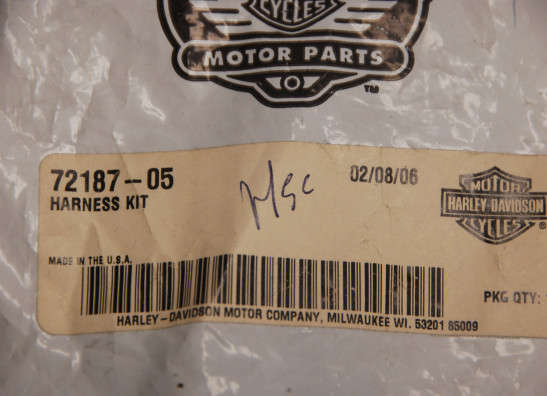 CYCLES
MOTOR PARTS
TM
72187-05
HARNESS KIT
02/08/06
MOTOR
HARLEY-DAVIDSON
CYCLES
®
MADE IN THE U.S.A.
PKG QTY:
HARLEY-DAVIDSON MOTOR COMPANY, MILWAUKEE WI. 53201 85009